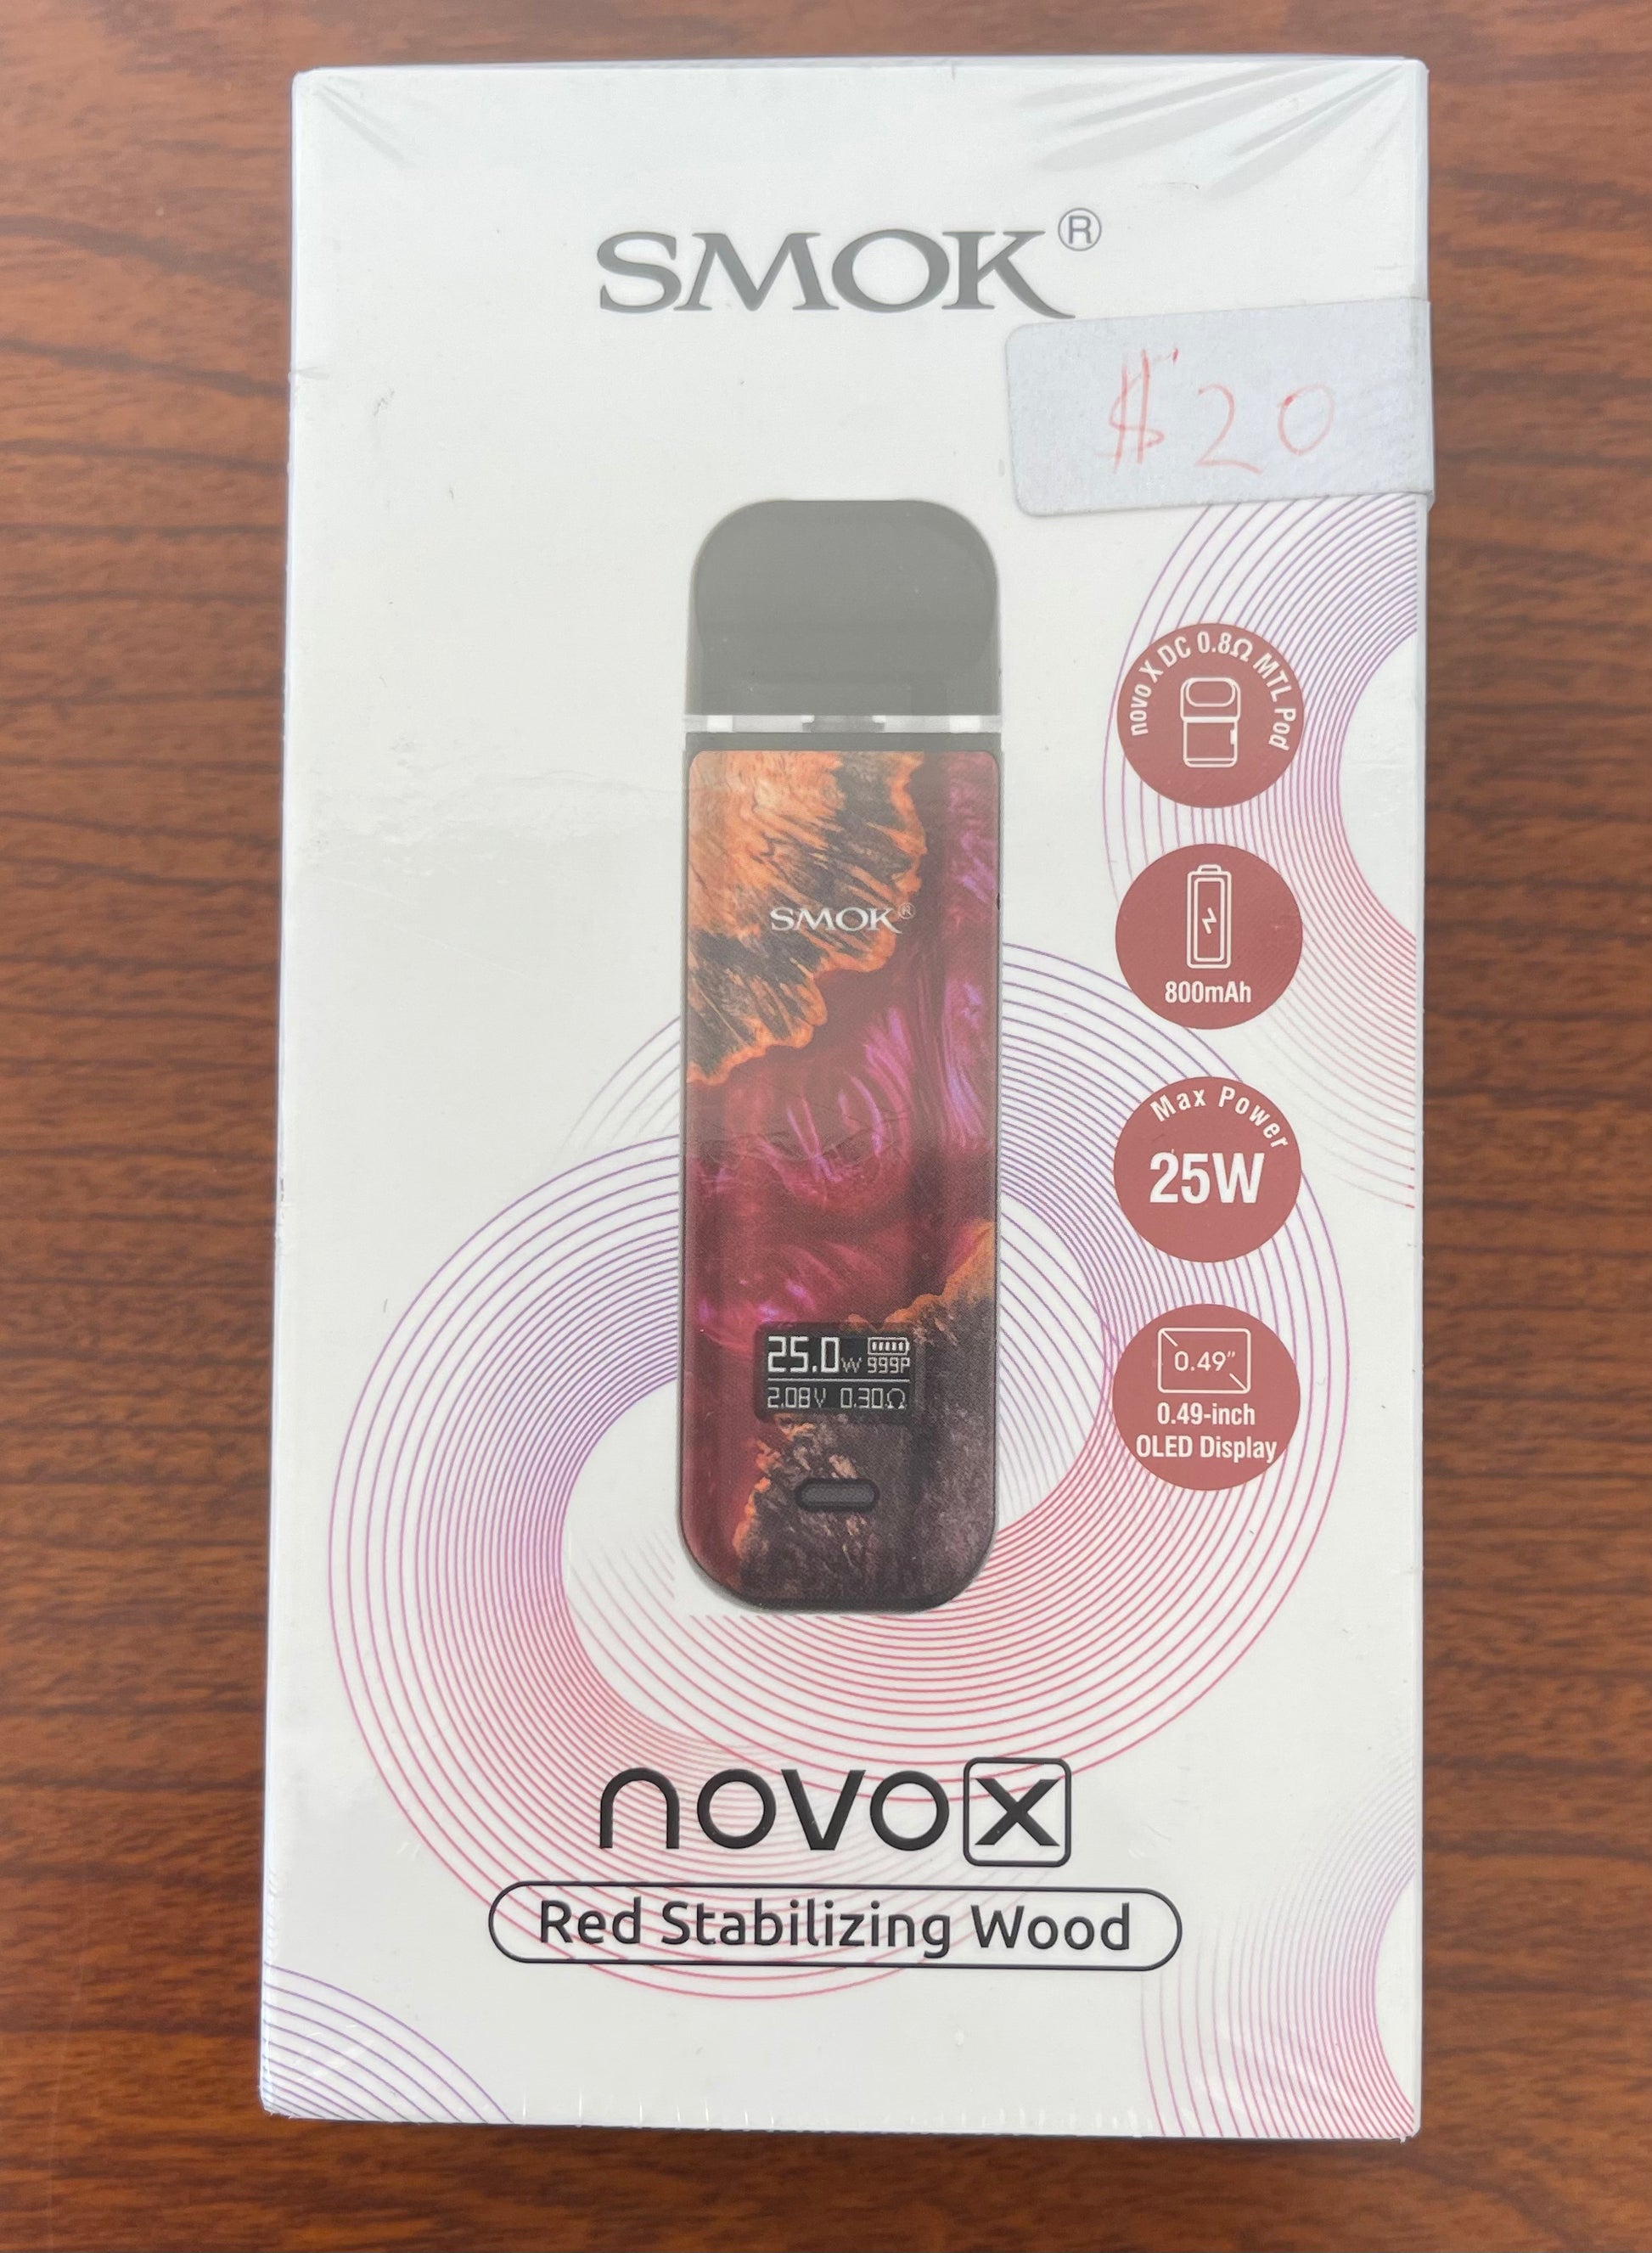 SMOK®
$20
novo X DC 0.8Ω MTL Pod
SMOK®
800mAh
Max Power
25W
25.0W 999P
2.08V 0.30Ω
0.49"
0.49-inch
OLED Display
novo X
Red Stabilizing Wood